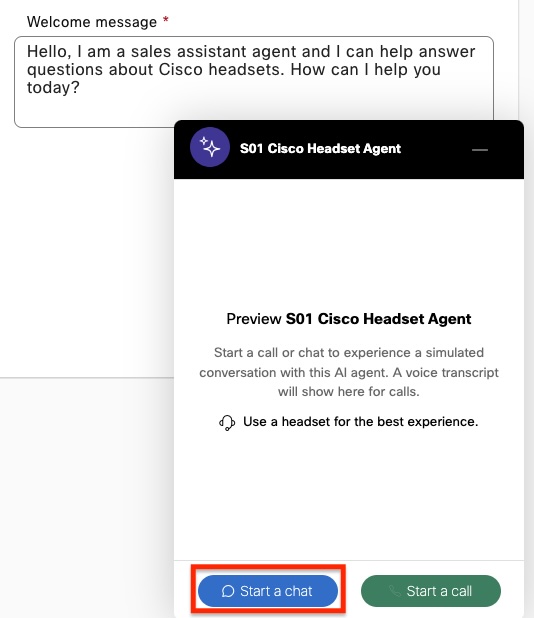 Welcome message *
Hello, I am a sales assistant agent and I can help answer
questions about Cisco headsets. How can I help you
today?
S01 Cisco Headset Agent
Preview S01 Cisco Headset Agent
Start a call or chat to experience a simulated
conversation with this AI agent. A voice transcript
will show here for calls.
Use a headset for the best experience.
Start a chat
Start a call